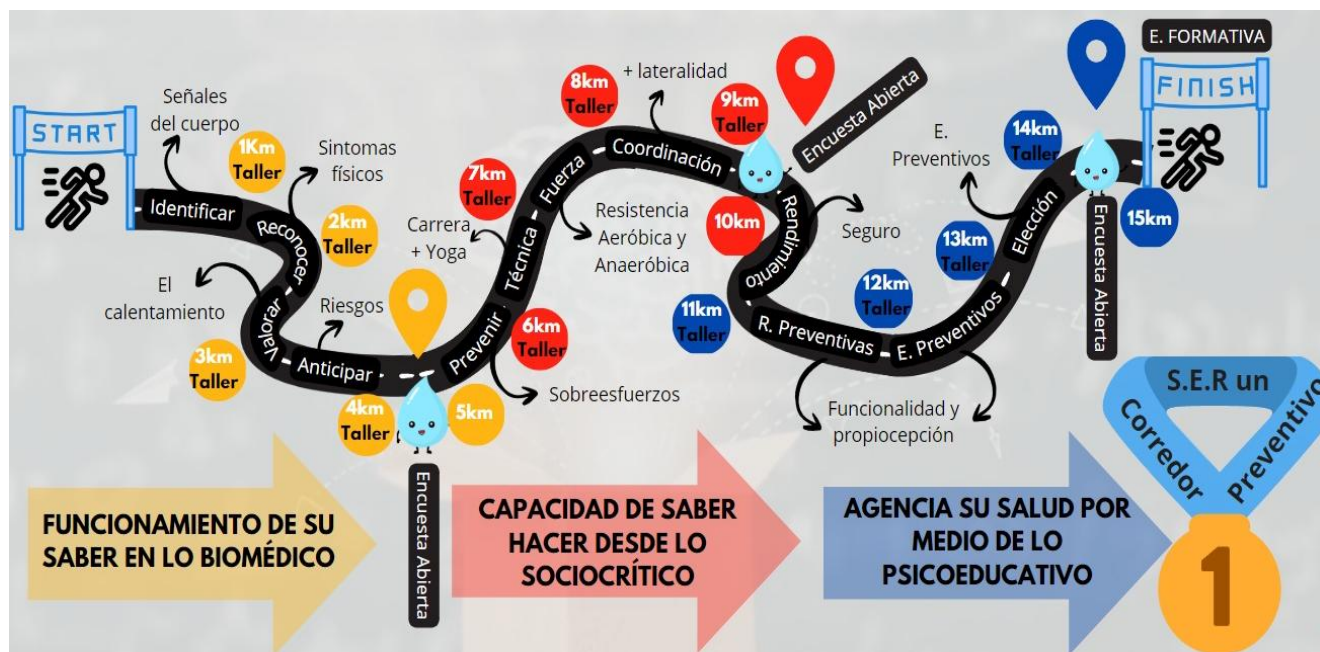 START
Señales
del cuerpo
1Km
Taller
Identificar
Sintomas
físicos
Reconocer
2km
Taller
El
calentamiento
Valorar
3km
Taller
Riesgos
Anticipar
4km
Taller
5km
Encuesta Abierta
Prevenir
Sobreesfuerzos
6km
Taller
Carrera
+ Yoga
Técnica
7km
Taller
Fuerza
Resistencia
Aeróbica y
Anaeróbica
8km
Taller
+ lateralidad
Coordinación
9km
Taller
Encuesta Abierta
10km
Rendimiento
Seguro
11km
Taller
R. Preventivas
12km
Taller
E. Preventivos
Funcionalidad y
propiocepción
13km
Taller
Elección
E.
Preventivos
14km
Taller
Encuesta Abierta
15km
E. FORMATIVA
FINISH
FUNCIONAMIENTO DE SU
SABER EN LO BIOMÉDICO
CAPACIDAD DE SABER
HACER DESDE LO
SOCIOCRÍTICO
AGENCIA SU SALUD POR
MEDIO DE LO
PSICOEDUCATIVO
S.E.R un
Corredor
Preventivo
1